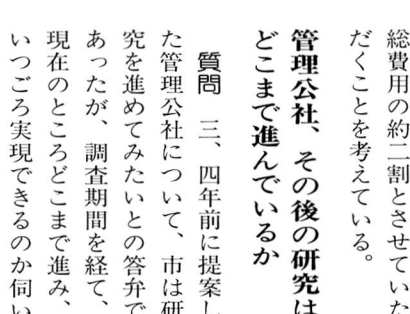 総費用の約二割とさせていた
だくことを考えている。
管理公社、その後の研究は
どこまで進んでいるか
質問 三、四年前に提案し
た管理公社について、市は研
究を進めてみたいとの答弁で
あったが、調査期間を経て、
現在のところどこまで進み、
いつごろ実現できるのか伺い